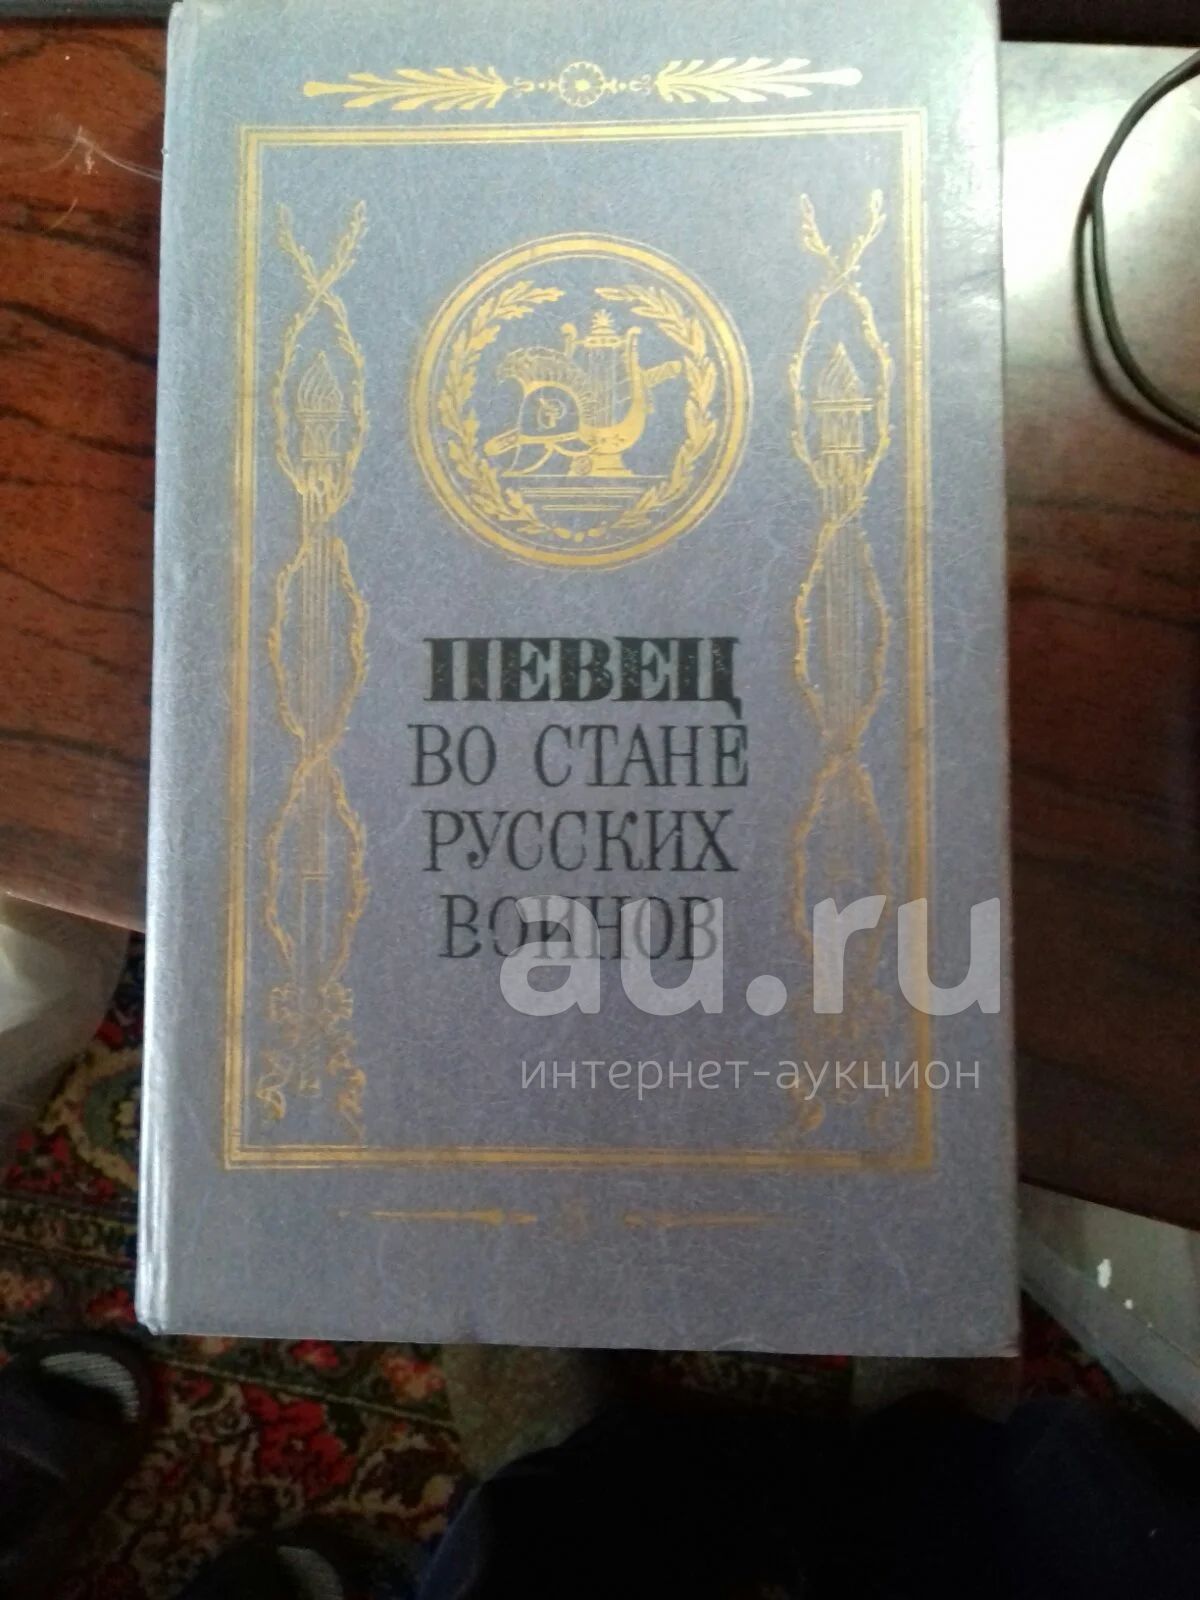 ПЕВЕЦ
ВО СТАНЕ
РУССКИХ
ВОИНОВ
au.ru
интернет-аукцион